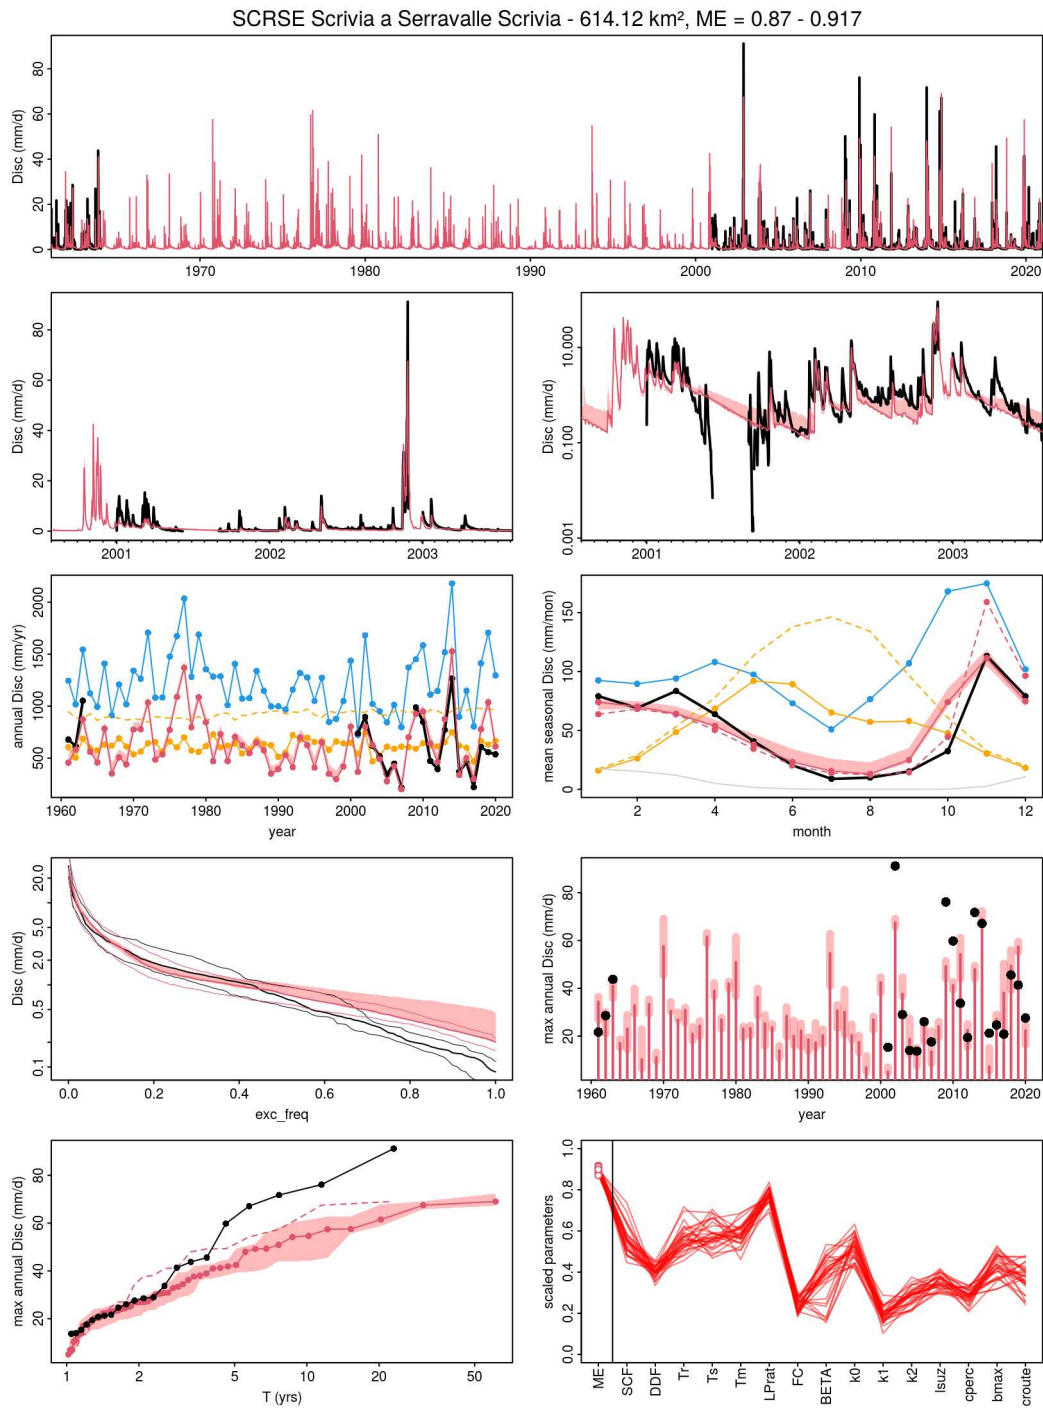 SCRSE Scrivia a Serravalle Scrivia - 614.12 km², ME = 0.87 - 0.917
Disc (mm/d)
0 20 40 60 80
1970 1980 1990 2000 2010 2020
Disc (mm/d)
0 20 40 60 80
2001 2002 2003
Disc (mm/d)
0.001 0.100 10.000
2001 2002 2003
annual Disc (mm/yr)
500 1000 1500 2000
1960 1970 1980 1990 2000 2010 2020
year
mean seasonal Disc (mm/mon)
0 50 100 150
2 4 6 8 10 12
month
Disc (mm/d)
0.1 0.5 2.0 5.0 20.0
0.0 0.2 0.4 0.6 0.8 1.0
exc_freq
max annual Disc (mm/d)
20 40 60 80
1960 1970 1980 1990 2000 2010 2020
year
max annual Disc (mm/d)
20 40 60 80
1 2 5 10 20 50
T (yrs)
scaled parameters
0.0 0.2 0.4 0.6 0.8 1.0
ME SCF DDF Tr Ts Tm LPrat FC BETA k0 k1 k2 lsuz cperc bmax croute